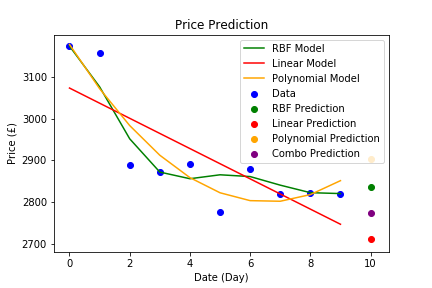 Price Prediction
3100
3000
2900
2800
2700
Price (£)
0
2
4
6
8
10
Date (Day)
RBF Model
Linear Model
Polynomial Model
Data
RBF Prediction
Linear Prediction
Polynomial Prediction
Combo Prediction